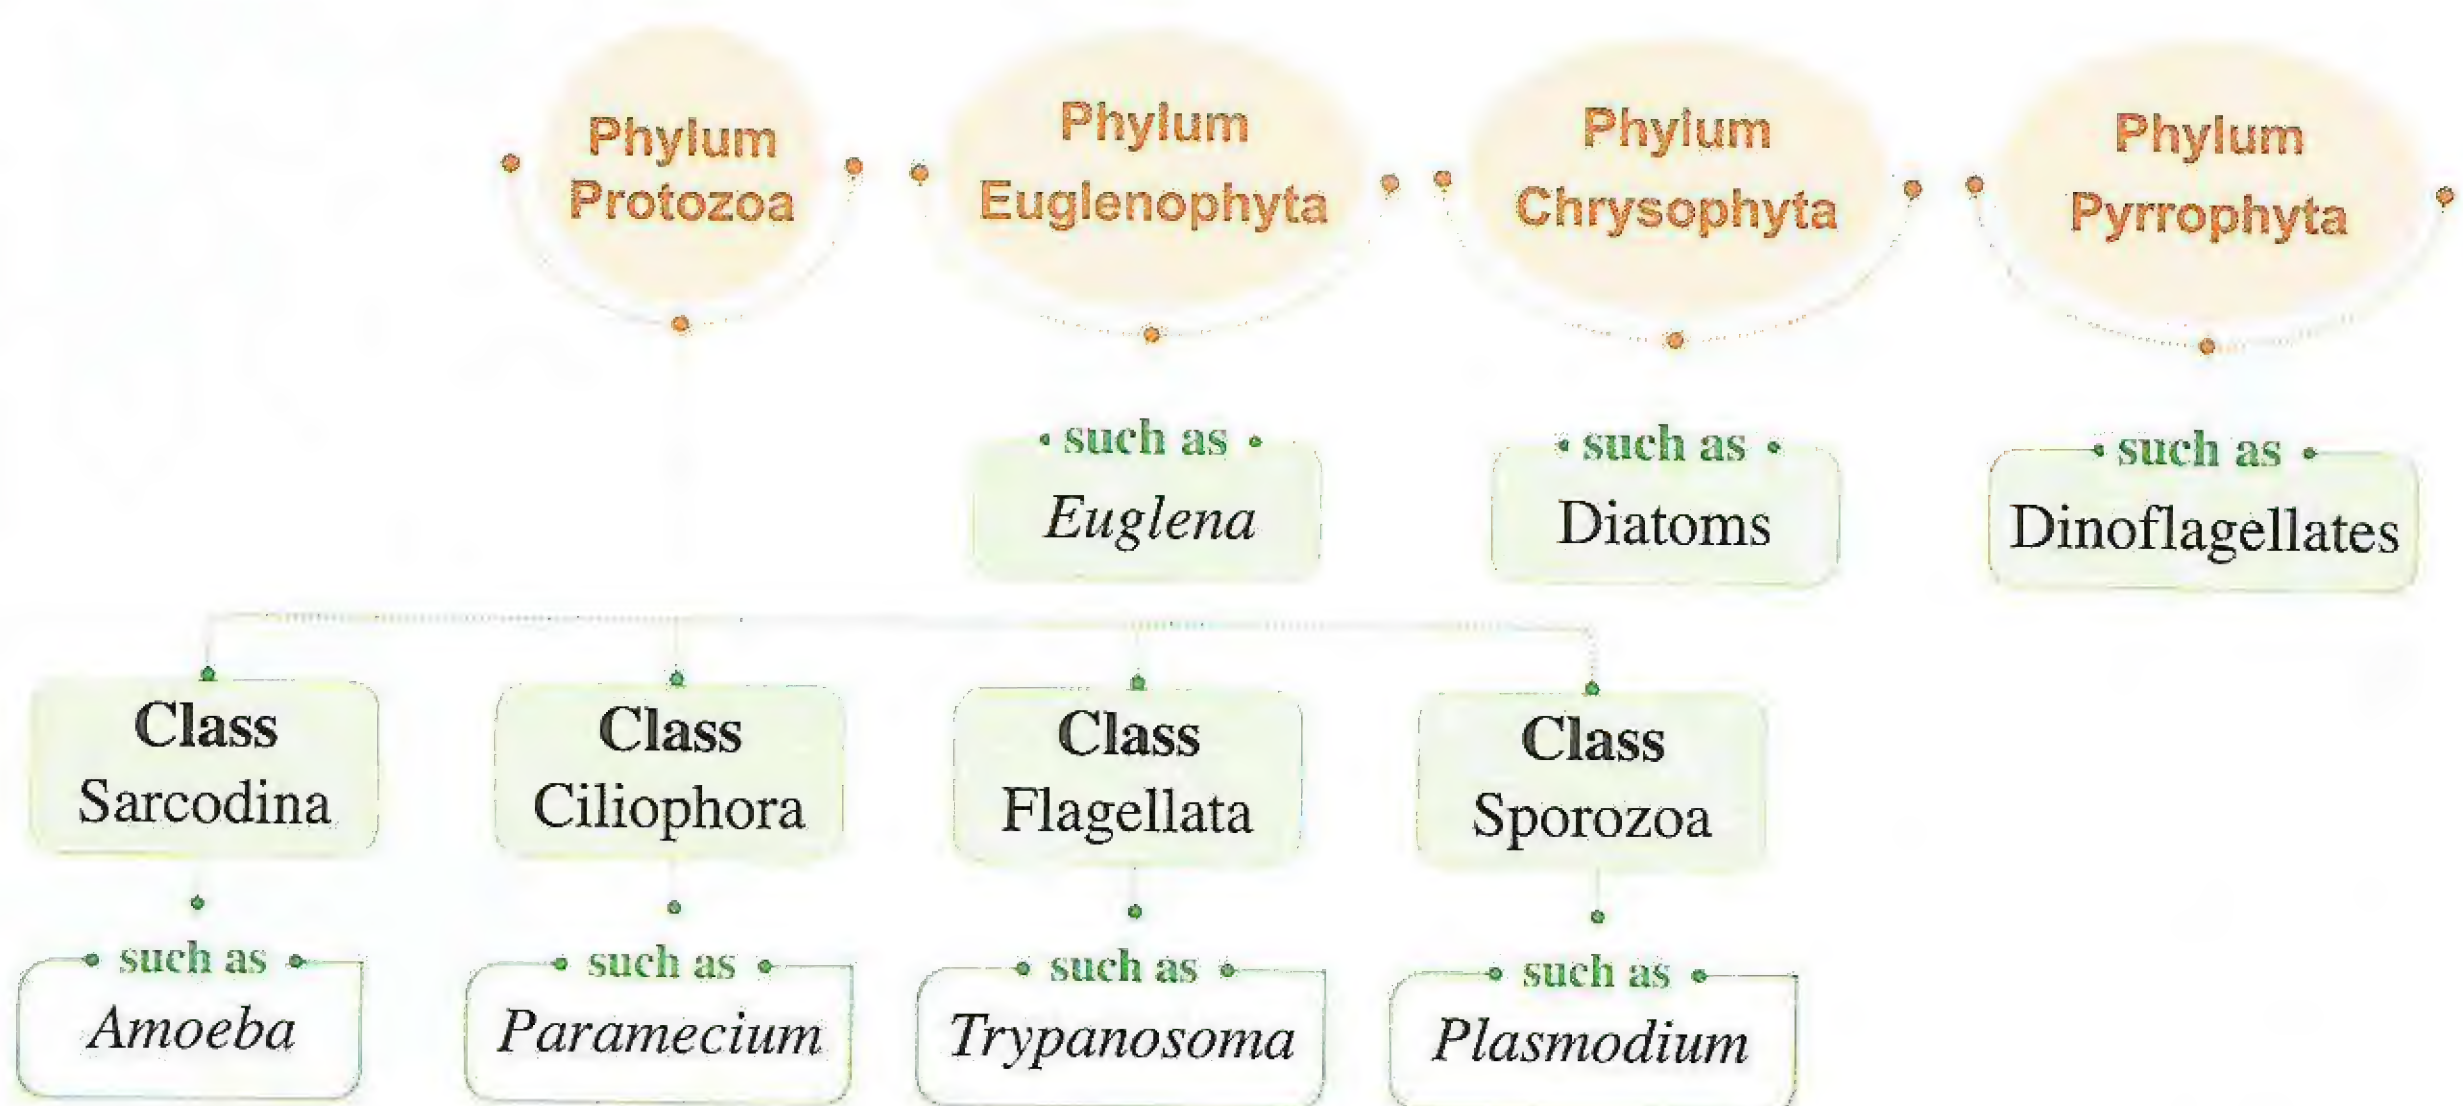 Phylum
Protozoa
Phylum
Euglenophyta
Phylum
Chrysophyta
Phylum
Pyrrophyta
such as
Euglena
such as
Diatoms
such as
Dinoflagellates
Class
Sarcodina
Class
Ciliophora
Class
Flagellata
Class
Sporozoa
such as
Amoeba
such as
Paramecium
such as
Trypanosoma
such as
Plasmodium